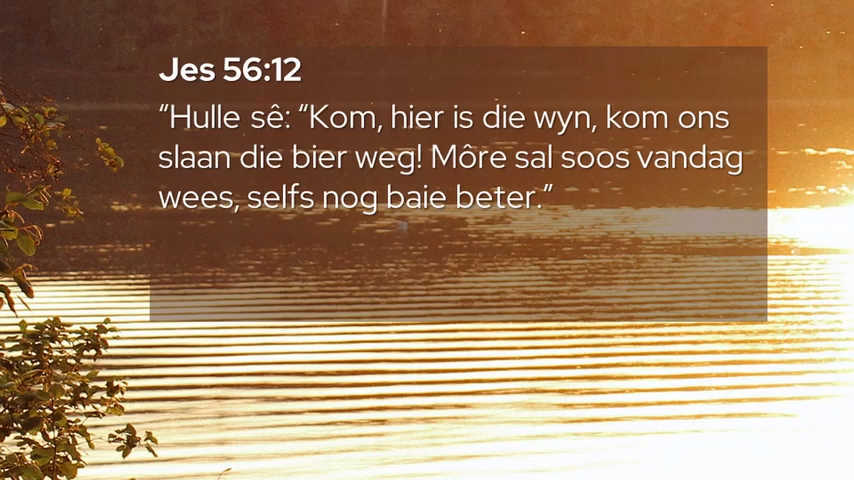 Jes 56:12
“Hulle sê: “Kom, hier is die wyn, kom ons
slaan die bier weg! Môre sal soos vandag
wees, selfs nog baie beter.”